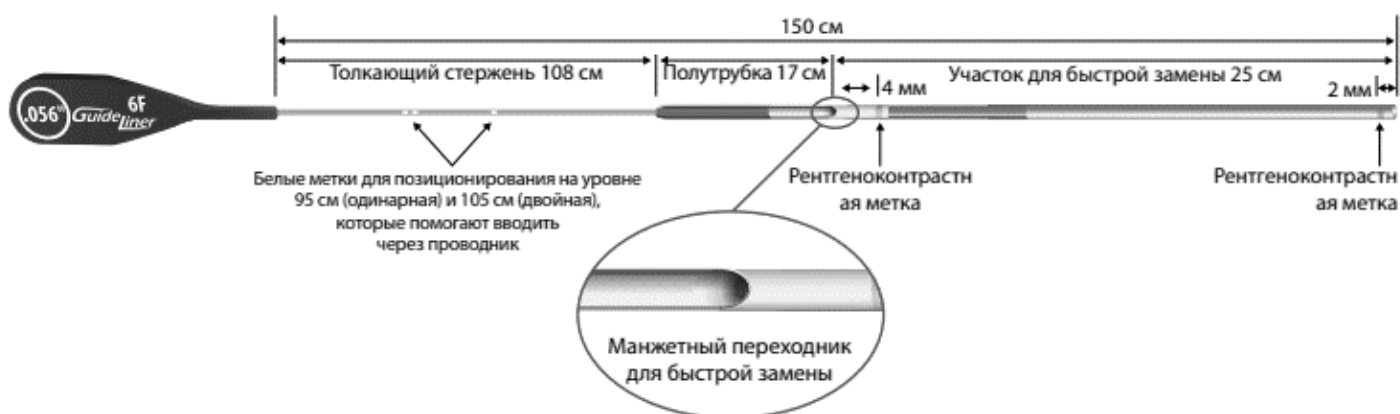 150 см
Толкающий стержень 108 см
Полутрубка 17 см
Участок для быстрой замены 25 см
4 мм
2 мм
.056"
6F
GuideLiner
Белые метки для позиционирования на уровне
95 см (одинарная) и 105 см (двойная),
которые помогают вводить
через проводник
Рентгеноконтрастн
ая метка
Рентгеноконтрастн
ая метка
Манжетный переходник
для быстрой замены